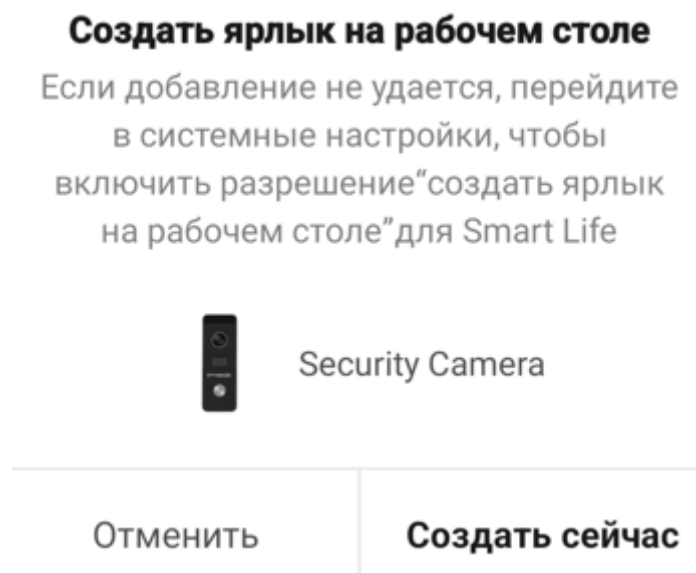 Создать ярлык на рабочем столе
Если добавление не удается, перейдите
в системные настройки, чтобы
включить разрешение“создать ярлык
на рабочем столе”для Smart Life
Security Camera
Отменить
Создать сейчас